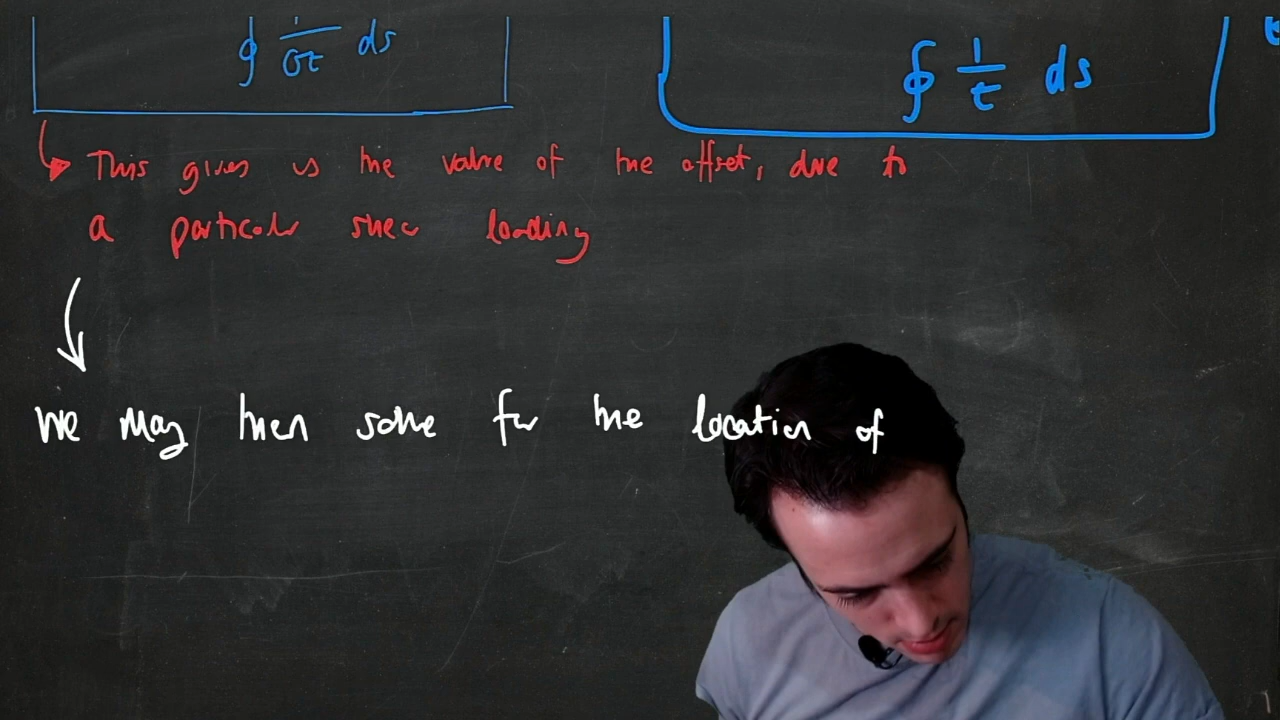 ∮ 1/Gt ds
∮ 1/t ds
This gives us the value of the offset, due to
a particular shear loading
We may then solve for the location of